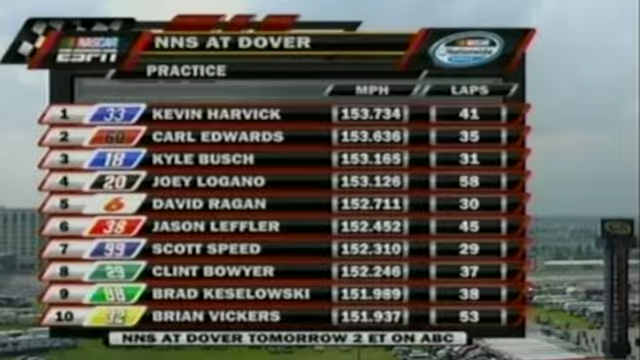 NASCAR
ESPN
NNS AT DOVER
NASCAR
Nationwide
PRACTICE
MPH LAPS
1 33 KEVIN HARVICK 153.734 41
2 60 CARL EDWARDS 153.636 35
3 18 KYLE BUSCH 153.165 31
4 20 JOEY LOGANO 153.126 58
5 6 DAVID RAGAN 152.711 30
6 38 JASON LEFFLER 152.452 45
7 99 SCOTT SPEED 152.310 29
8 29 CLINT BOWYER 152.246 37
9 88 BRAD KESELOWSKI 151.989 38
10 32 BRIAN VICKERS 151.937 53
NNS AT DOVER TOMORROW 2 ET ON ABC